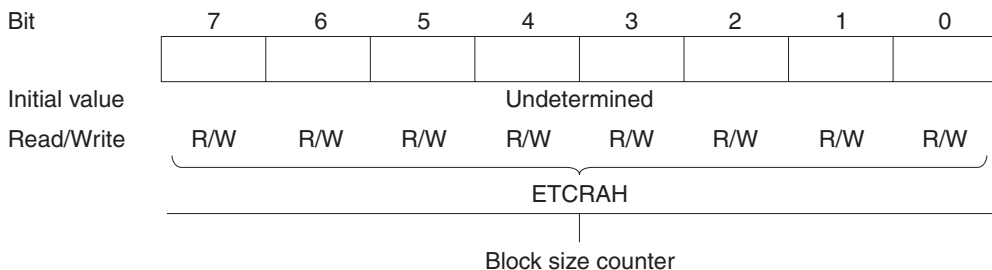 Bit 7 6 5 4 3 2 1 0
Initial value Undetermined
Read/Write R/W R/W R/W R/W R/W R/W R/W R/W
ETCRAH
Block size counter